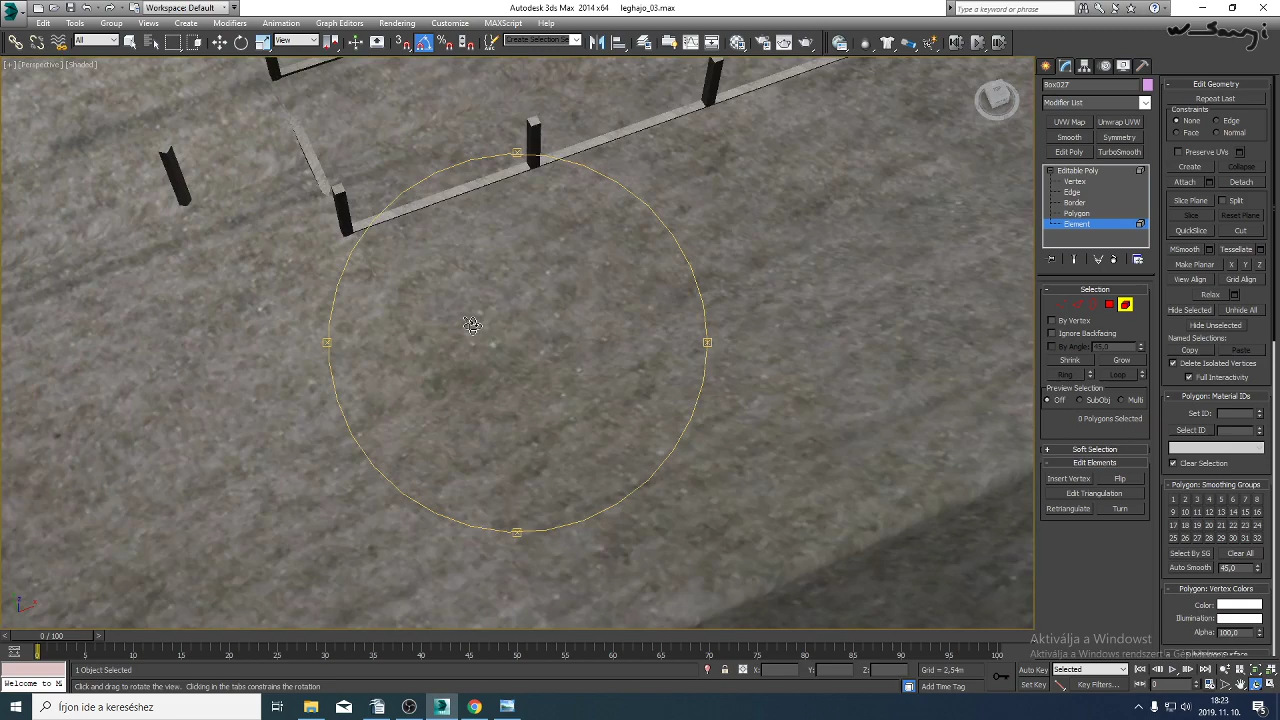 Workspace: Default
Autodesk 3ds Max 2014 x64 leghajo_03.max
Type a keyword or phrase
Edit Tools Group Views Create Modifiers Animation Graph Editors Rendering Customize MAXScript Help
All
View
Create Selection Se
[+] [Perspective] [Shaded]
TOP
Box027
Modifier List
UVW Map Unwrap UVW
Smooth Symmetry
Edit Poly TurboSmooth
Editable Poly
Vertex
Edge
Border
Polygon
Element
Selection
By Vertex
Ignore Backfacing
By Angle: 45,0
Shrink Grow
Ring Loop
Preview Selection
Off SubObj Multi
0 Polygons Selected
Soft Selection
Edit Elements
Insert Vertex Flip
Edit Triangulation
Retriangulate Turn
Edit Geometry
Repeat Last
Constraints
None Edge
Face Normal
Preserve UVs
Create Collapse
Attach Detach
Slice Plane Split
Slice Reset Plane
QuickSlice Cut
MSmooth Tessellate
Make Planar X Y Z
View Align Grid Align
Relax
Hide Selected Unhide All
Hide Unselected
Named Selections:
Copy Paste
Delete Isolated Vertices
Full Interactivity
Polygon: Material IDs
Set ID:
Select ID
Clear Selection
Polygon: Smoothing Groups
1 2 3 4 5 6 7 8
9 10 11 12 13 14 15 16
17 18 19 20 21 22 23 24
25 26 27 28 29 30 31 32
Select By SG Clear All
Auto Smooth 45,0
Polygon: Vertex Colors
Color:
Illumination:
Alpha: 100,0
Aktiválja a Windowst
0 / 100
0 5 10 15 20 25 30 35 40 45 50 55 60 65 70 75 80 85 90 95 100
1 Object Selected
X: Y: Z: Grid = 2,54m
Auto Key Selected
Welcome to M
Click and drag to rotate the view. Clicking in the tabs constrains the rotation
Add Time Tag
Set Key Key Filters...
0
Írjon ide a kereséshez
18:23
2019. 11. 10.